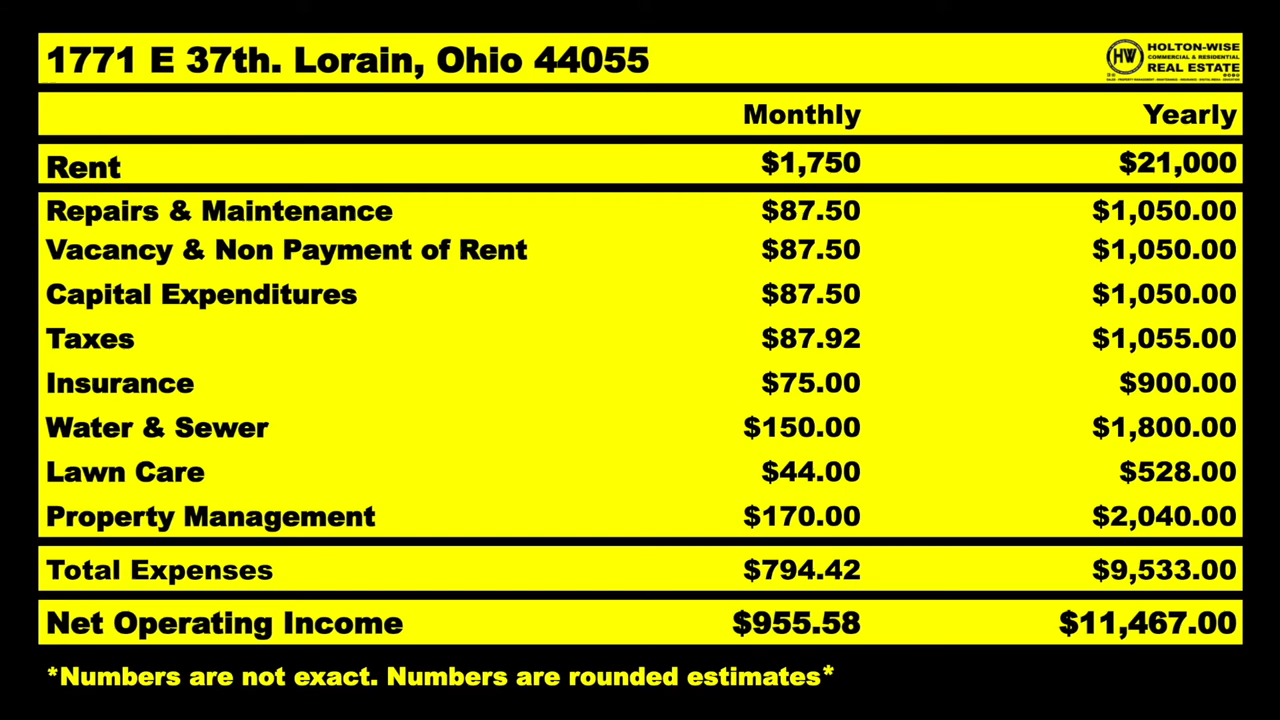 1771 E 37th. Lorain, Ohio 44055
HW
HOLTON-WISE
COMMERCIAL & RESIDENTIAL
REAL ESTATE
Monthly Yearly
Rent $1,750 $21,000
Repairs & Maintenance $87.50 $1,050.00
Vacancy & Non Payment of Rent $87.50 $1,050.00
Capital Expenditures $87.50 $1,050.00
Taxes $87.92 $1,055.00
Insurance $75.00 $900.00
Water & Sewer $150.00 $1,800.00
Lawn Care $44.00 $528.00
Property Management $170.00 $2,040.00
Total Expenses $794.42 $9,533.00
Net Operating Income $955.58 $11,467.00
*Numbers are not exact. Numbers are rounded estimates*